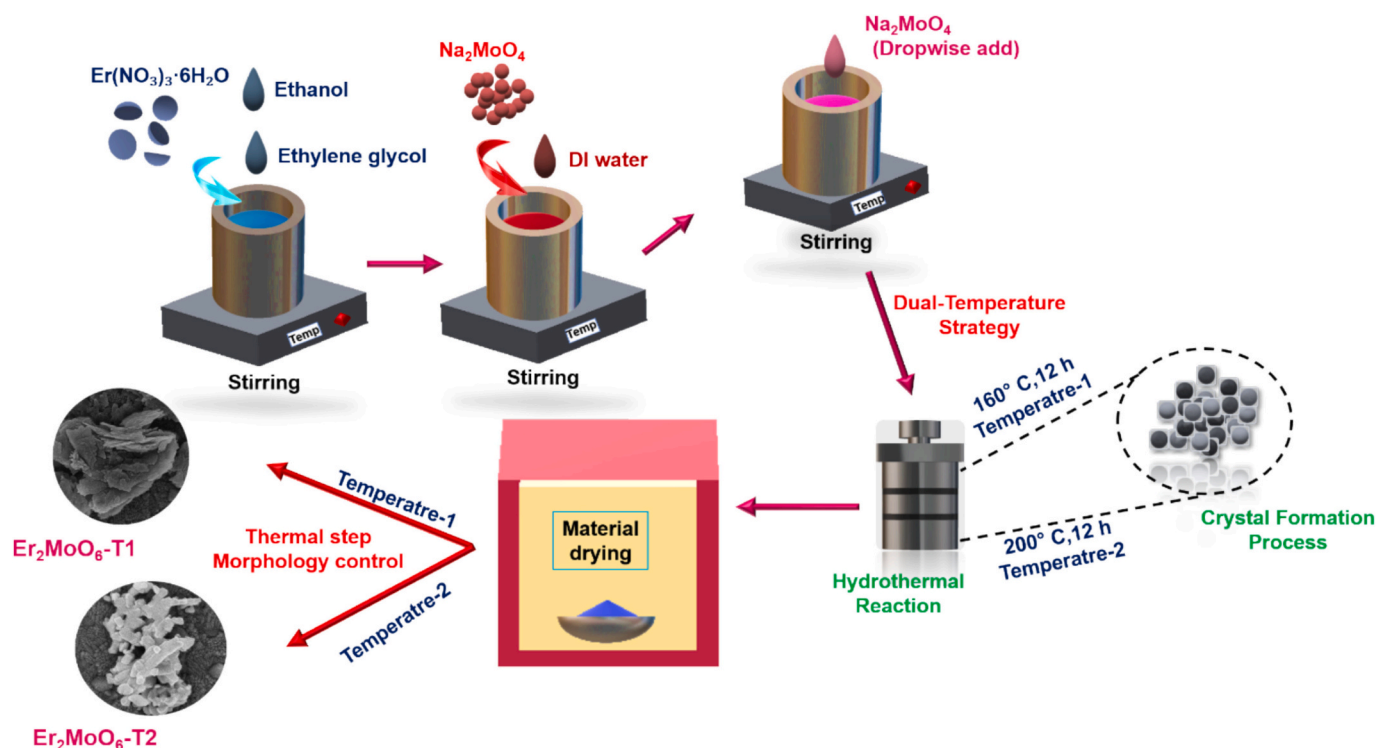 Er(NO₃)₃·6H₂O
Ethanol
Ethylene glycol
Temp
Stirring
Na₂MoO₄
DI water
Temp
Stirring
Na₂MoO₄
(Dropwise add)
Temp
Stirring
Dual-Temperature
Strategy
160° C,12 h
Temperatre-1
200° C,12 h
Temperatre-2
Crystal Formation
Process
Hydrothermal
Reaction
Material
drying
Temperatre-1
Thermal step
Morphology control
Temperatre-2
Er₂MoO₆-T1
Er₂MoO₆-T2